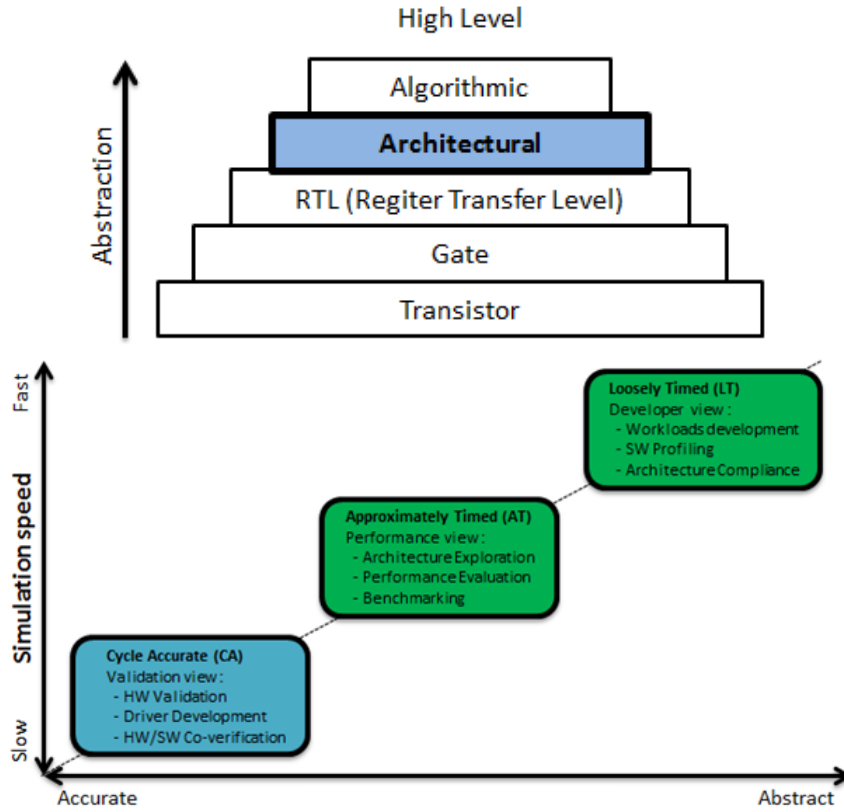 High Level
Algorithmic
Architectural
RTL (Regiter Transfer Level)
Gate
Transistor
Abstraction
Fast
Simulation speed
Slow
Loosely Timed (LT)
Developer view :
- Workloads development
- SW Profiling
- Architecture Compliance
Approximately Timed (AT)
Performance view :
- Architecture Exploration
- Performance Evaluation
- Benchmarking
Cycle Accurate (CA)
Validation view :
- HW Validation
- Driver Development
- HW/SW Co-verification
Accurate
Abstract